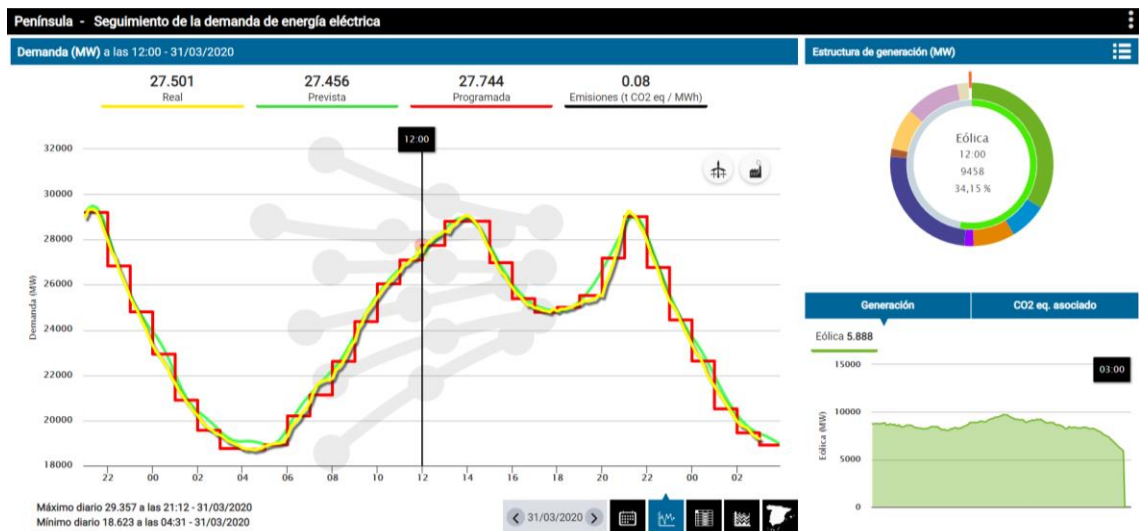 Península - Seguimiento de la demanda de energía eléctrica
Demanda (MW) a las 12:00 - 31/03/2020
27.501
Real
27.456
Prevista
27.744
Programada
0.08
Emisiones (t CO2 eq / MWh)
12:00
Demanda (MW)
32000
30000
28000
26000
24000
22000
20000
18000
22 00 02 04 06 08 10 12 14 16 18 20 22 00 02
Máximo diario 29.357 a las 21:12 - 31/03/2020
Mínimo diario 18.623 a las 04:31 - 31/03/2020
31/03/2020
Estructura de generación (MW)
Eólica
12:00
9458
34,15 %
Generación
CO2 eq. asociado
Eólica 5.888
03:00
Eólica (MW)
15000
10000
5000
0